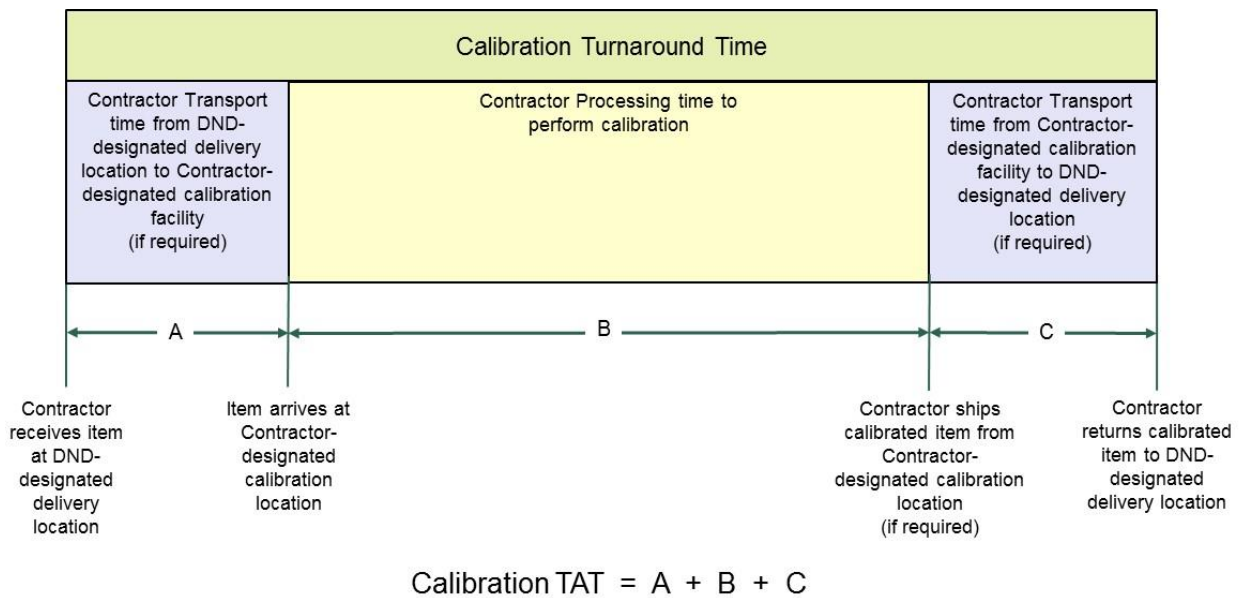 Calibration Turnaround Time
Contractor Transport
time from DND-
designated delivery
location to Contractor-
designated calibration
facility
(if required)
Contractor Processing time to
perform calibration
Contractor Transport
time from Contractor-
designated calibration
facility to DND-
designated delivery
location
(if required)
A
B
C
Contractor
receives item
at DND-
designated
delivery
location
Item arrives at
Contractor-
designated
calibration
location
Contractor ships
calibrated item from
Contractor-
designated calibration
location
(if required)
Contractor
returns calibrated
item to DND-
designated
delivery location
Calibration TAT = A + B + C